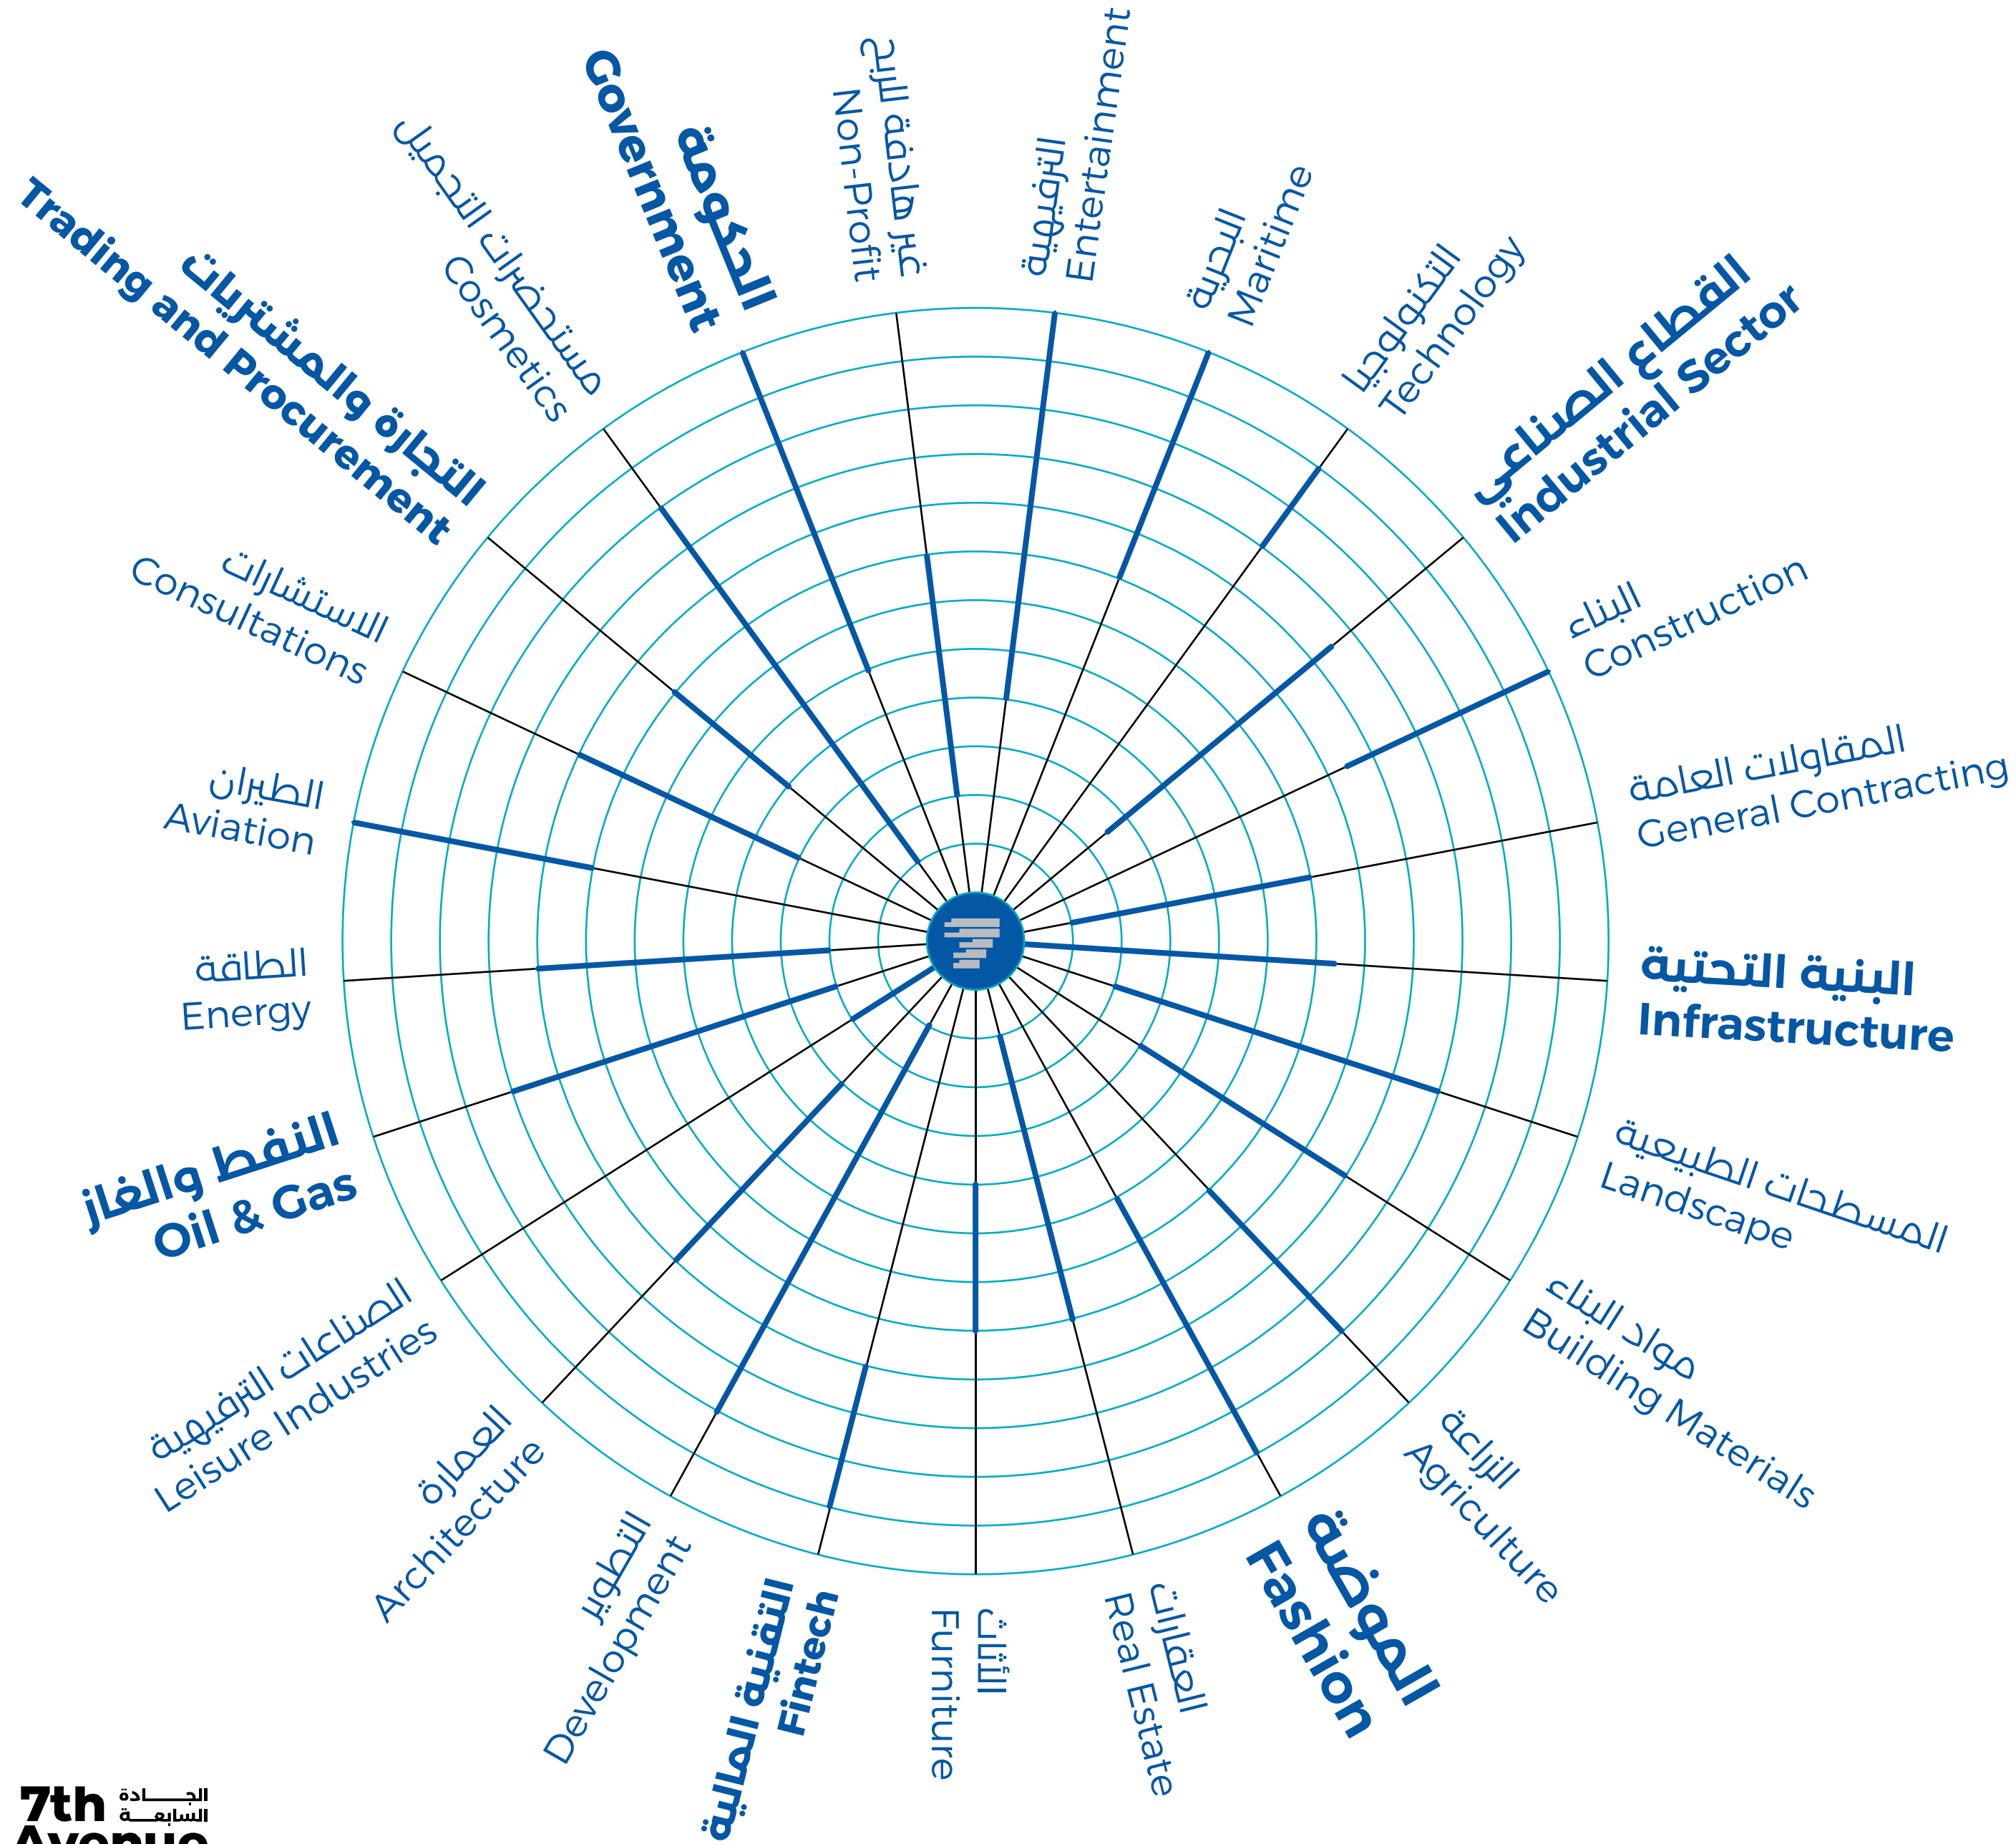 غير هادفة للربح
Non-Profit
الترفيهية
Entertainment
البحرية
Maritime
التكنولوجيا
Technology
القطاع الصناعي
Industrial Sector
البناء
Construction
المقاولات العامة
General Contracting
البنية التحتية
Infrastructure
المسطحات الطبيعية
Landscape
مواد البناء
Building Materials
الزراعة
Agriculture
الموضة
Fashion
العقارات
Real Estate
الأثاث
Furniture
التقنية المالية
Fintech
التطوير
Development
العمارة
Architecture
الصناعات الترفيهية
Leisure Industries
النفط والغاز
Oil & Gas
الطاقة
Energy
الطيران
Aviation
الاستشارات
Consultations
التجارة والمشتريات
Trading and Procurement
مستحضرات التجميل
Cosmetics
الحكومة
Government
7th
Avenue
الجادة
السابعة